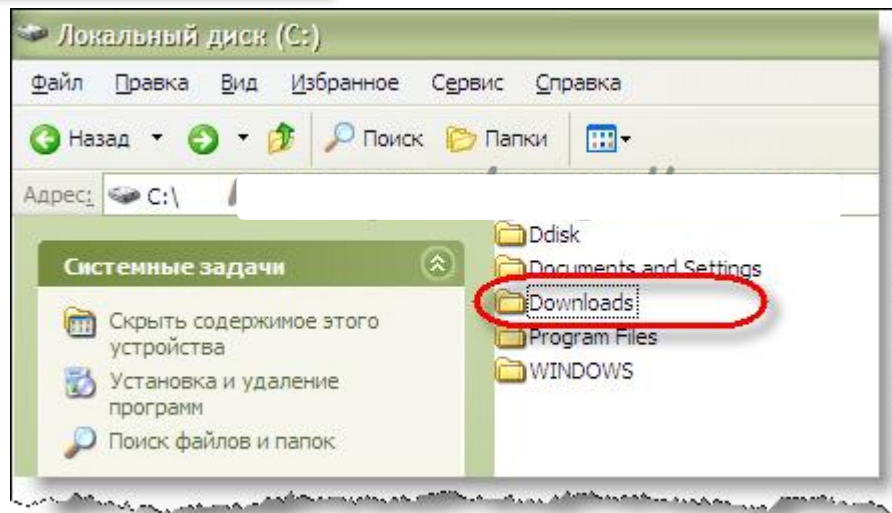 Локальный диск (C:)
Файл Правка Вид Избранное Сервис Справка
Назад Поиск Папки
Адрес: C:\
Системные задачи
Скрыть содержимое этого
устройства
Установка и удаление
программ
Поиск файлов и папок
Ddisk
Documents and Settings
Downloads
Program Files
WINDOWS